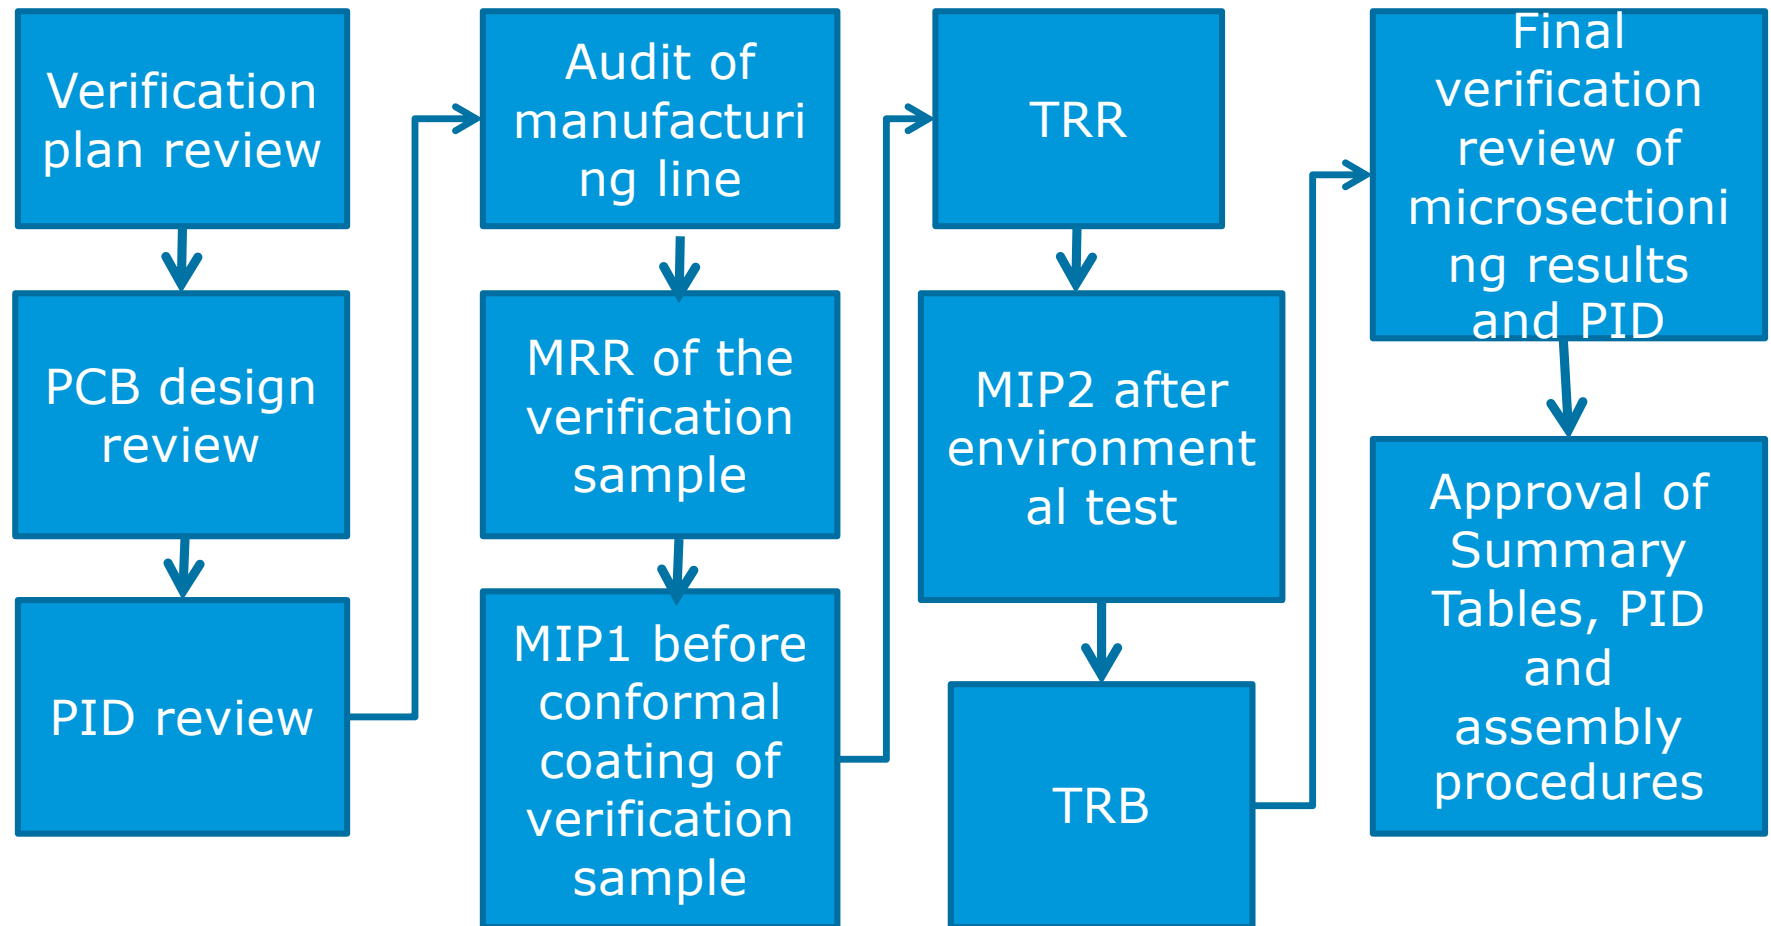 Verification
plan review
PCB design
review
PID review
Audit of
manufacturi
ng line
MRR of the
verification
sample
MIP1 before
conformal
coating of
verification
sample
TRR
MIP2 after
environment
al test
TRB
Final
verification
review of
microsectioni
ng results
and PID
Approval of
Summary
Tables, PID
and
assembly
procedures